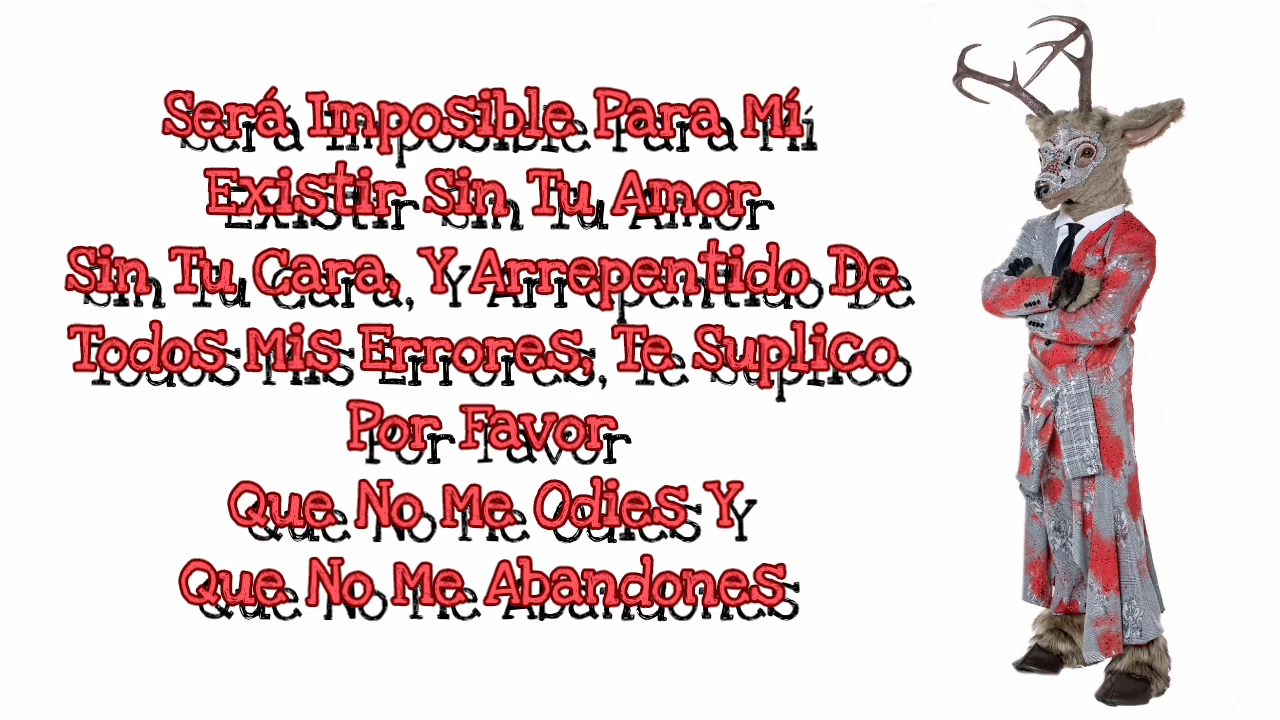 Será Imposible Para Mí
Existir Sin Tu Amor
Sin Tu Cara, Y Arrepentido De
Todos Mis Errores, Te Suplico
Por Favor
Que No Me Odies Y
Que No Me Abandones